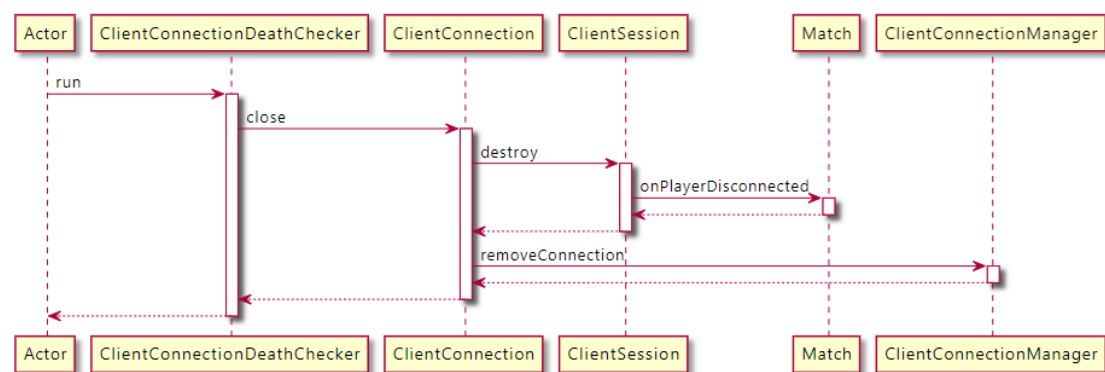 Actor ClientConnectionDeathChecker ClientConnection ClientSession Match ClientConnectionManager
run
close
destroy
onPlayerDisconnected
removeConnection
Actor ClientConnectionDeathChecker ClientConnection ClientSession Match ClientConnectionManager